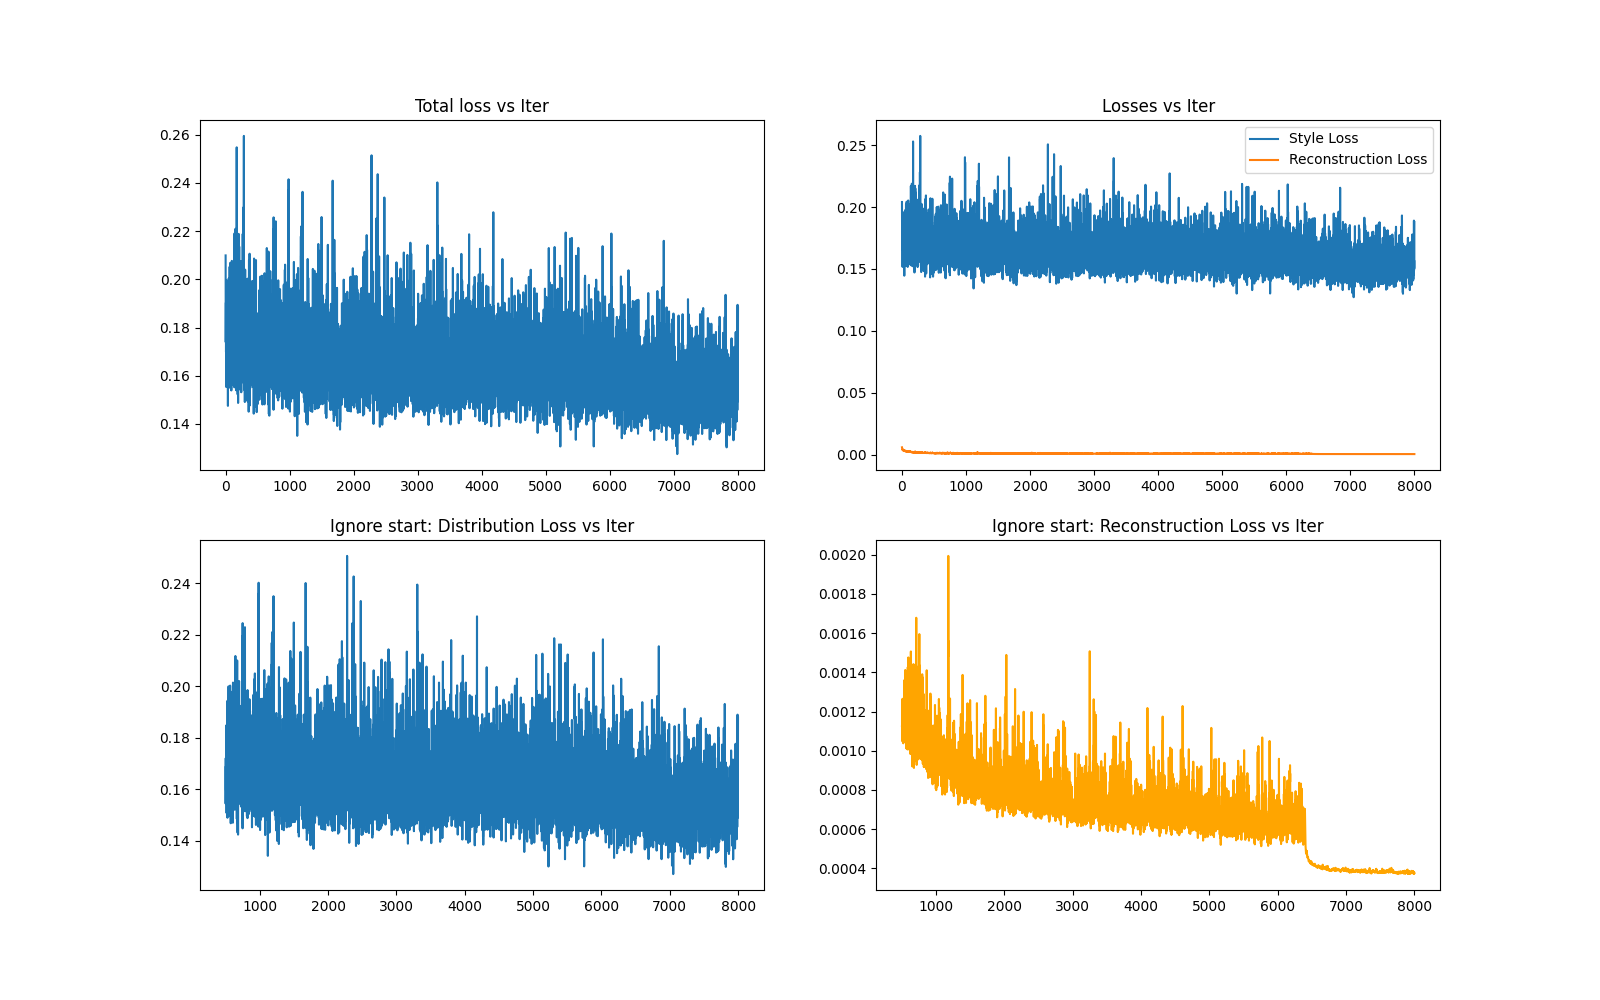 Total loss vs Iter
0.26
0.24
0.22
0.20
0.18
0.16
0.14
0 1000 2000 3000 4000 5000 6000 7000 8000
Losses vs Iter
Style Loss
Reconstruction Loss
0.25
0.20
0.15
0.10
0.05
0.00
0 1000 2000 3000 4000 5000 6000 7000 8000
Ignore start: Distribution Loss vs Iter
0.24
0.22
0.20
0.18
0.16
0.14
1000 2000 3000 4000 5000 6000 7000 8000
Ignore start: Reconstruction Loss vs Iter
0.0020
0.0018
0.0016
0.0014
0.0012
0.0010
0.0008
0.0006
0.0004
1000 2000 3000 4000 5000 6000 7000 8000